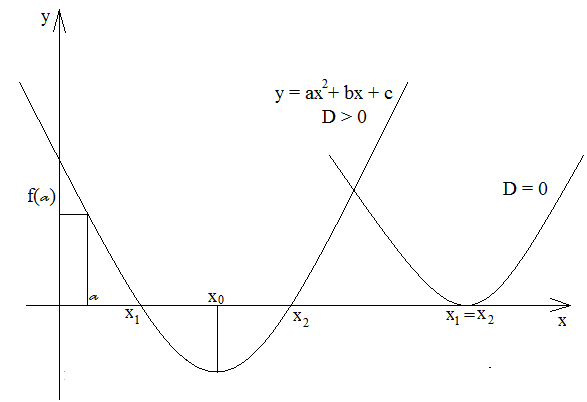 y
y = ax²+ bx + c
D > 0
D = 0
f(a)
a
x₀
x₁
x₂
x₁ = x₂
x